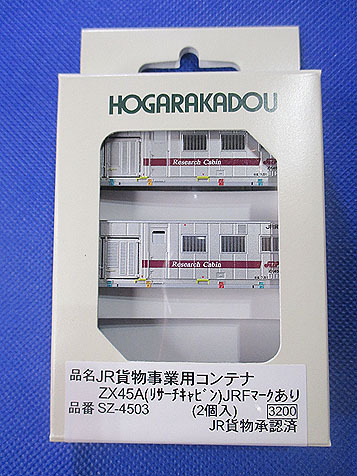 HOGARAKADOU
Research Cabin
JRF
Research Cabin
品名JR貨物事業用コンテナ
ZX45A(ﾘｻｰﾁｷｬﾋﾞﾝ)JRFﾏｰｸあり
品番 SZ-4503 (2個入) 3200
JR貨物承認済